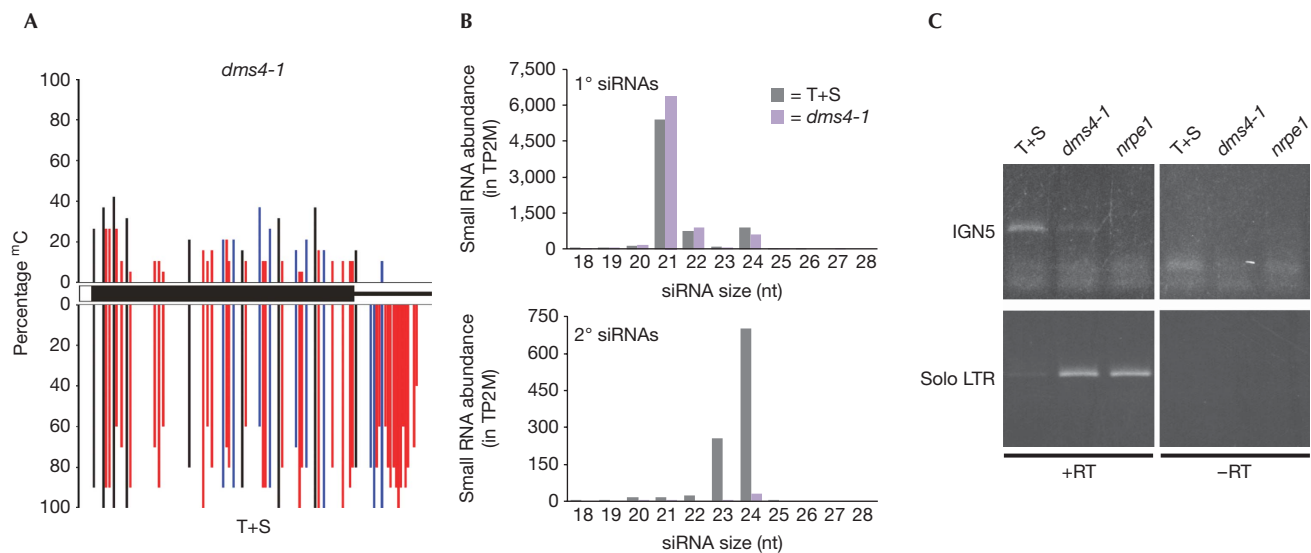 A
dms4-1
100
80
60
40
20
0
0
20
40
60
80
100
Percentage ᵐC
T+S
B
7,500
6,000
4,500
3,000
1,500
0
Small RNA abundance
(in TP2M)
1° siRNAs
= T+S
= dms4-1
18 19 20 21 22 23 24 25 26 27 28
siRNA size (nt)
750
600
450
300
150
0
Small RNA abundance
(in TP2M)
2° siRNAs
18 19 20 21 22 23 24 25 26 27 28
siRNA size (nt)
C
T+S dms4-1 nrpe1 T+S dms4-1 nrpe1
IGN5
Solo LTR
+RT –RT